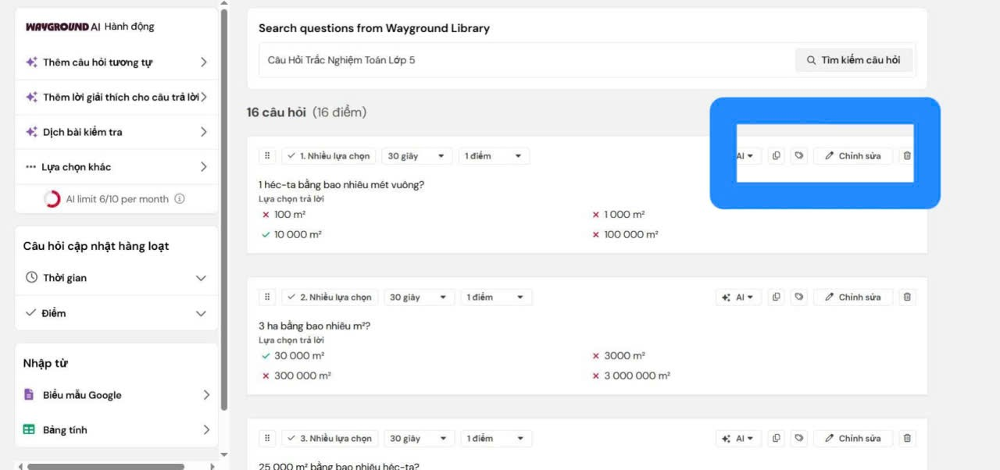 WAYGROUND AI Hành động
Thêm câu hỏi tương tự
Thêm lời giải thích cho câu trả lời
Dịch bài kiểm tra
Lựa chọn khác
AI limit 6/10 per month
Câu hỏi cập nhật hàng loạt
Thời gian
Điểm
Nhập từ
Biểu mẫu Google
Bảng tính
Search questions from Wayground Library
Câu Hỏi Trắc Nghiệm Toán Lớp 5
Tìm kiếm câu hỏi
16 câu hỏi (16 điểm)
1. Nhiều lựa chọn 30 giây 1 điểm AI Chỉnh sửa
1 héc-ta bằng bao nhiêu mét vuông?
Lựa chọn trả lời
100 m² 1 000 m²
10 000 m² 100 000 m²
2. Nhiều lựa chọn 30 giây 1 điểm AI Chỉnh sửa
3 ha bằng bao nhiêu m²?
Lựa chọn trả lời
30 000 m² 3000 m²
300 000 m² 3 000 000 m²
3. Nhiều lựa chọn 30 giây 1 điểm AI Chỉnh sửa
25 000 m² bằng bao nhiêu héc-ta?